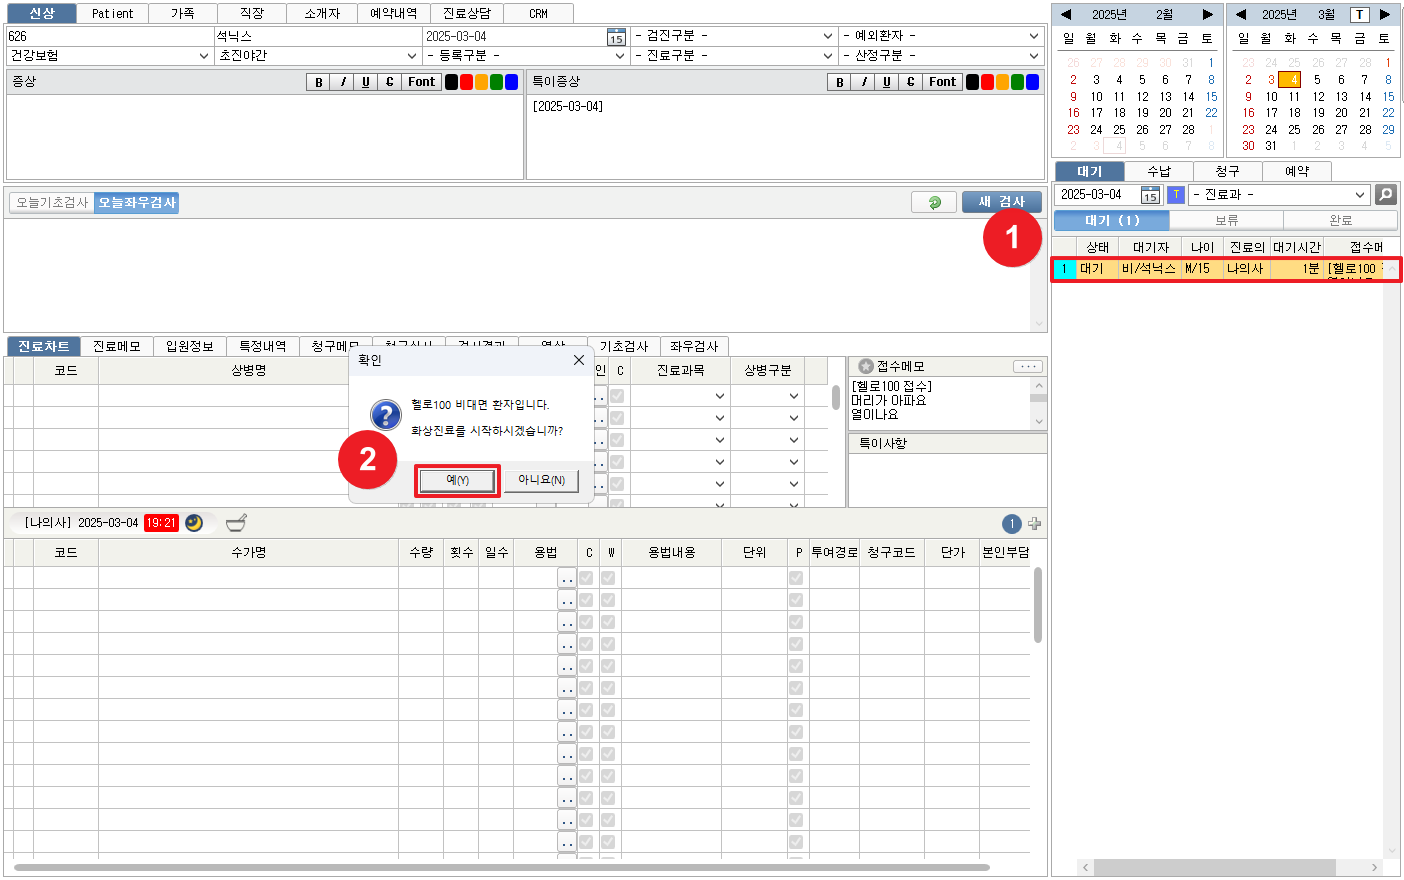 신상 Patient 가족 직장 소개자 예약내역 진료상담 CRM
626 석닉스 2025-03-04 15 - 검진구분 - - 예외환자 -
건강보험 초진야간 - 등록구분 - - 진료구분 - - 산정구분 -
증상 B I U C Font
특이증상 B I U C Font
[2025-03-04]
오늘기초검사 오늘좌우검사 새 검사
1
진료차트 진료메모 입원정보 특정내역 청구메모 기초검사 좌우검사
코드 상병명 인 C 진료과목 상병구분
확인
헬로100 비대면 환자입니다.
화상진료를 시작하시겠습니까?
2
예(Y) 아니요(N)
접수메모 ...
[헬로100 접수]
머리가 아파요
열이나요
특이사항
[나의사] 2025-03-04 19:21 1
코드 수가명 수량 횟수 일수 용법 C W 용법내용 단위 P 투여경로 청구코드 단가 본인부담
2025년 2월
일 월 화 수 목 금 토
26 27 28 29 30 31 1
2 3 4 5 6 7 8
9 10 11 12 13 14 15
16 17 18 19 20 21 22
23 24 25 26 27 28 1
2 3 4 5 6 7 8
2025년 3월 T
일 월 화 수 목 금 토
23 24 25 26 27 28 1
2 3 4 5 6 7 8
9 10 11 12 13 14 15
16 17 18 19 20 21 22
23 24 25 26 27 28 29
30 31 1 2 3 4 5
대기 수납 청구 예약
2025-03-04 15 T - 진료과 -
대기 (1) 보류 완료
상태 대기자 나이 진료의 대기시간 접수메
1 대기 비/석닉스 M/15 나의사 1분 [헬로100